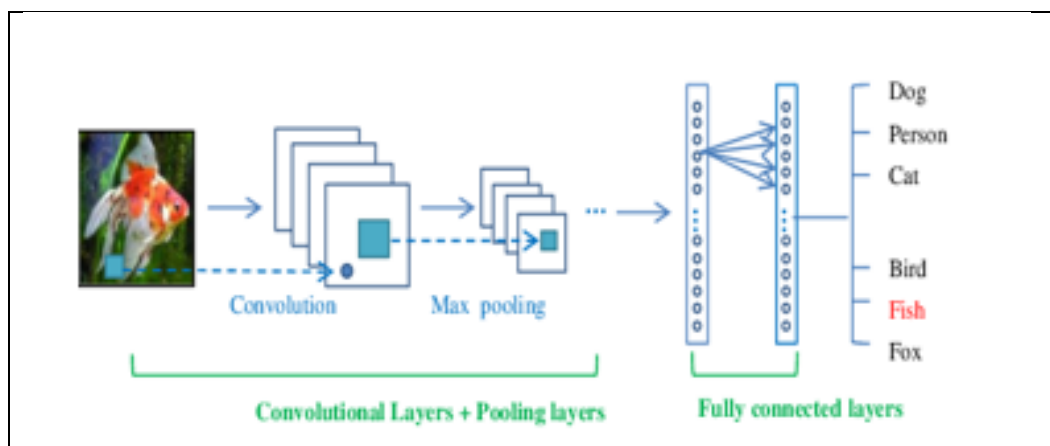 Dog
Person
Cat
Bird
Fish
Fox
Convolution
Max pooling
Convolutional Layers + Pooling layers
Fully connected layers